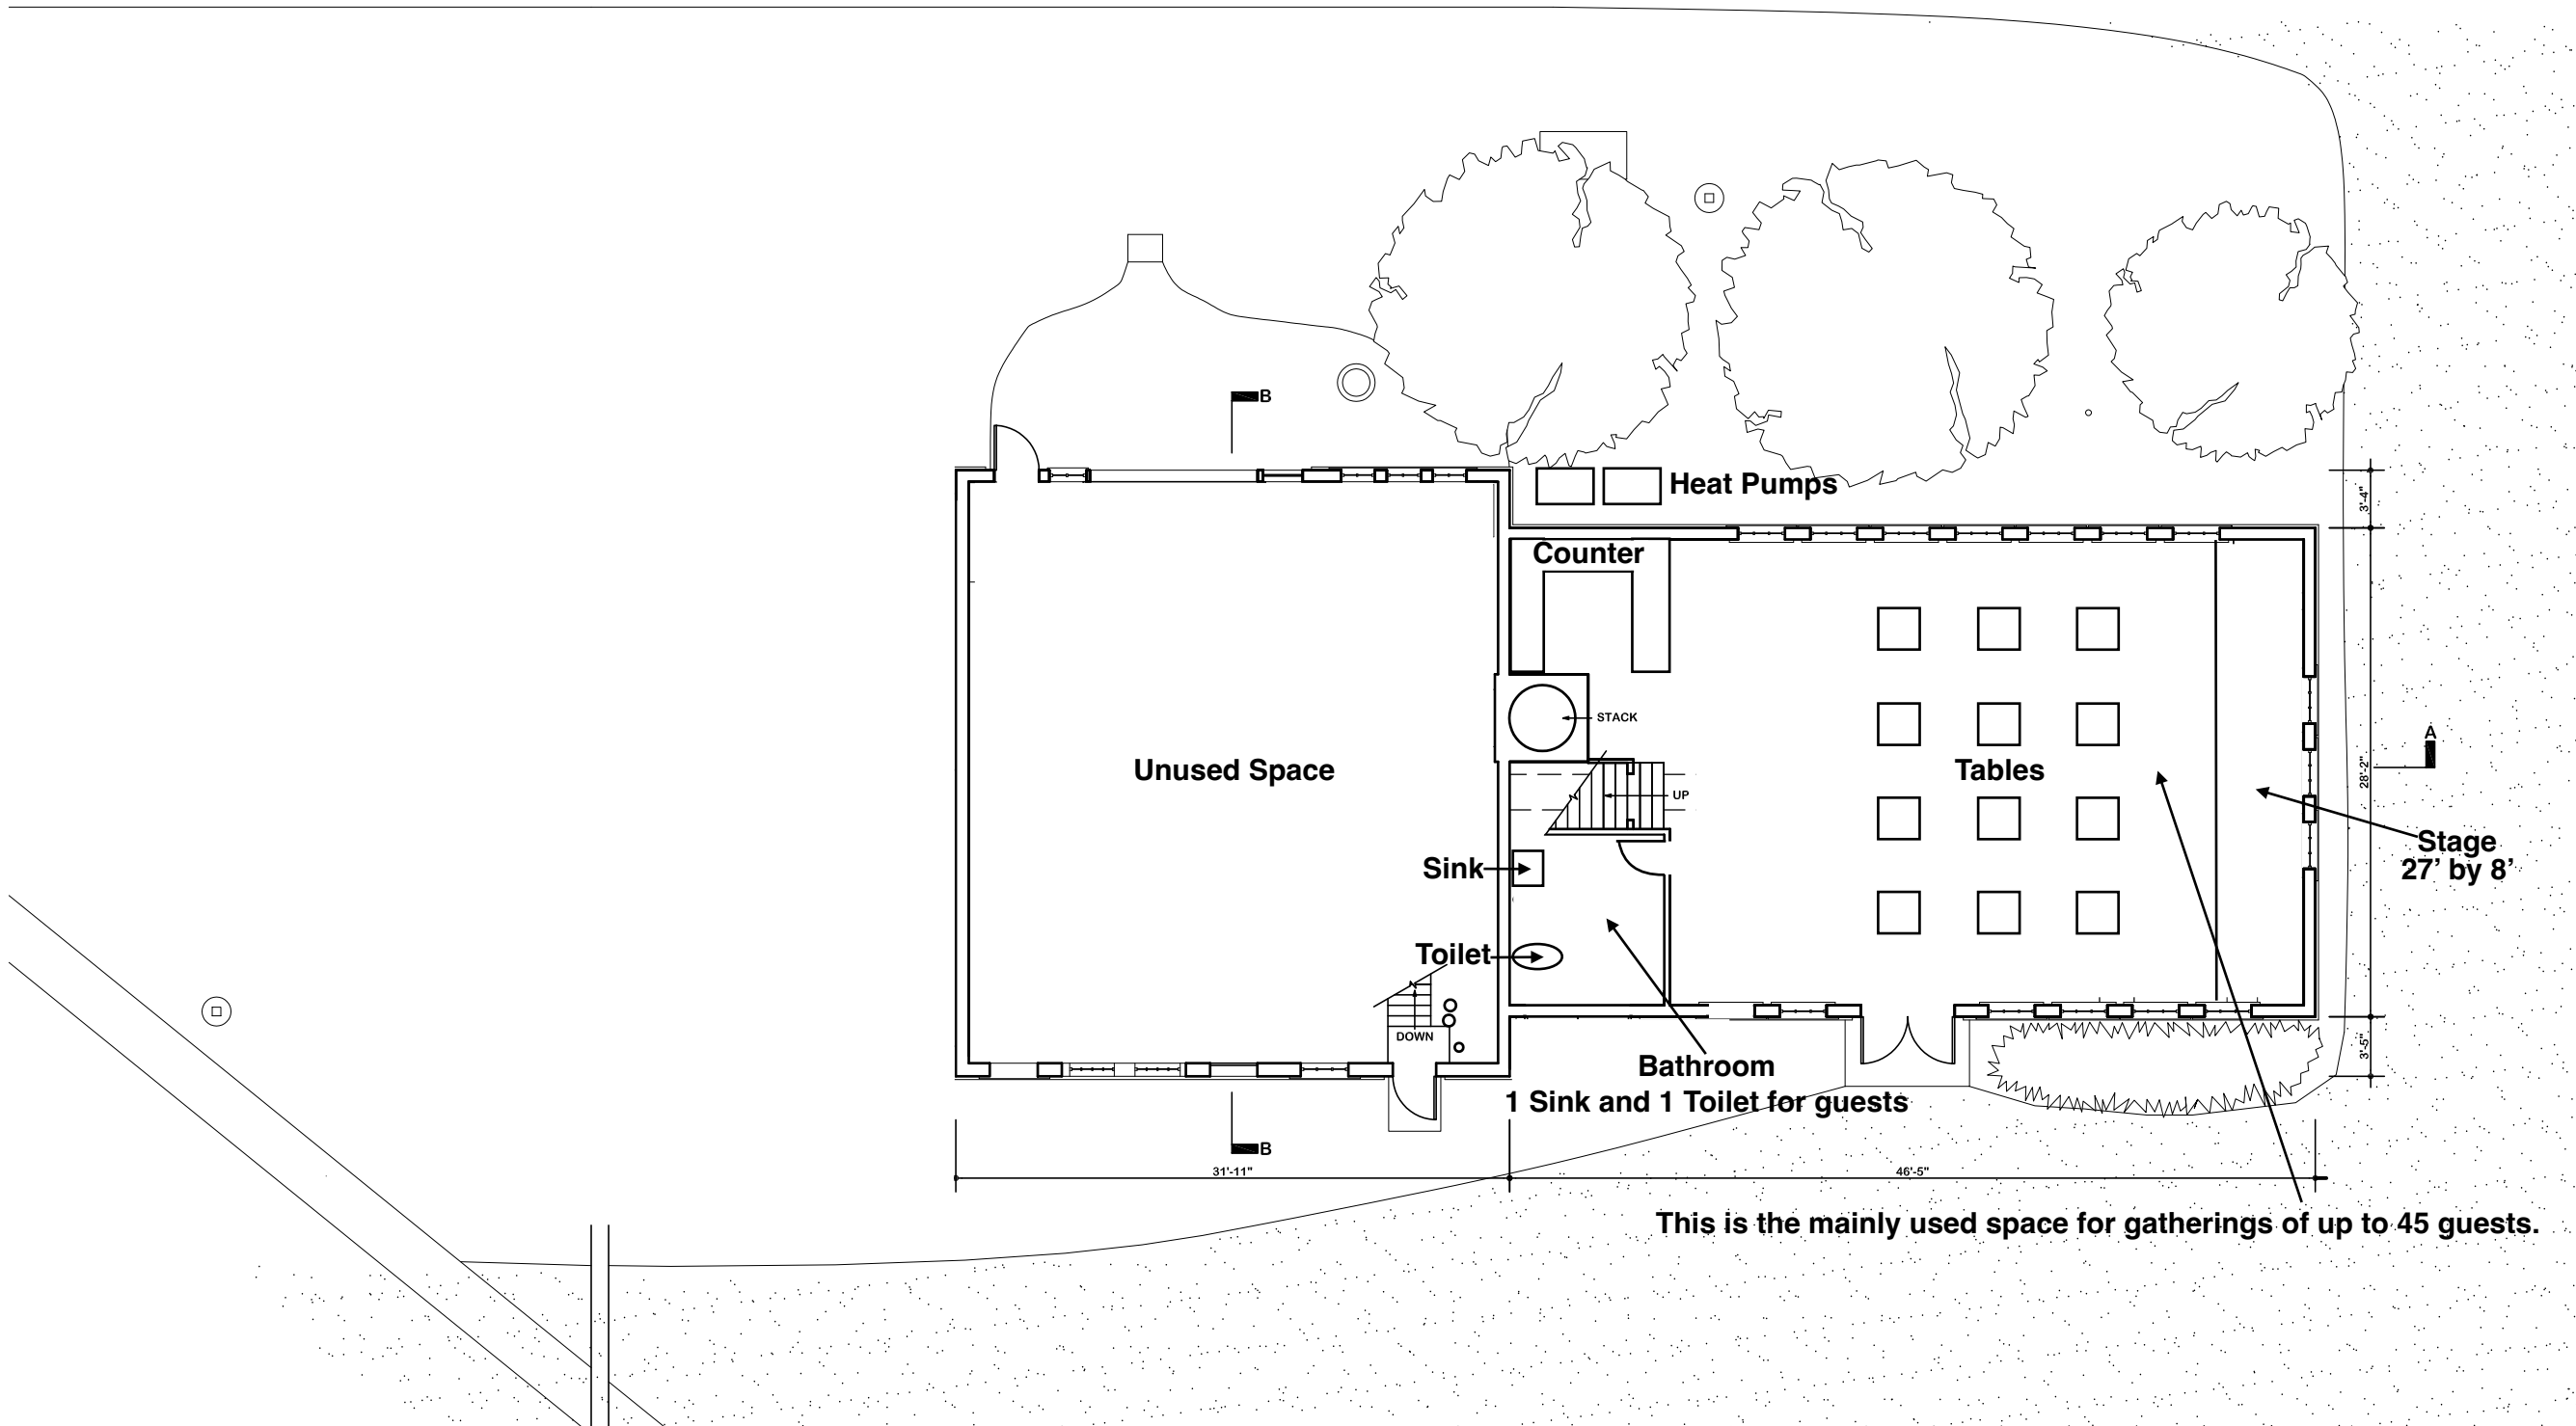 B
Heat Pumps
3'-4"
Counter
STACK
A
Unused Space
Tables
28'-2"
UP
Stage
27’ by 8’
Sink
Toilet
DOWN
3'-5"
Bathroom
1 Sink and 1 Toilet for guests
B
31'-11"
46'-5"
This is the mainly used space for gatherings of up to 45 guests.